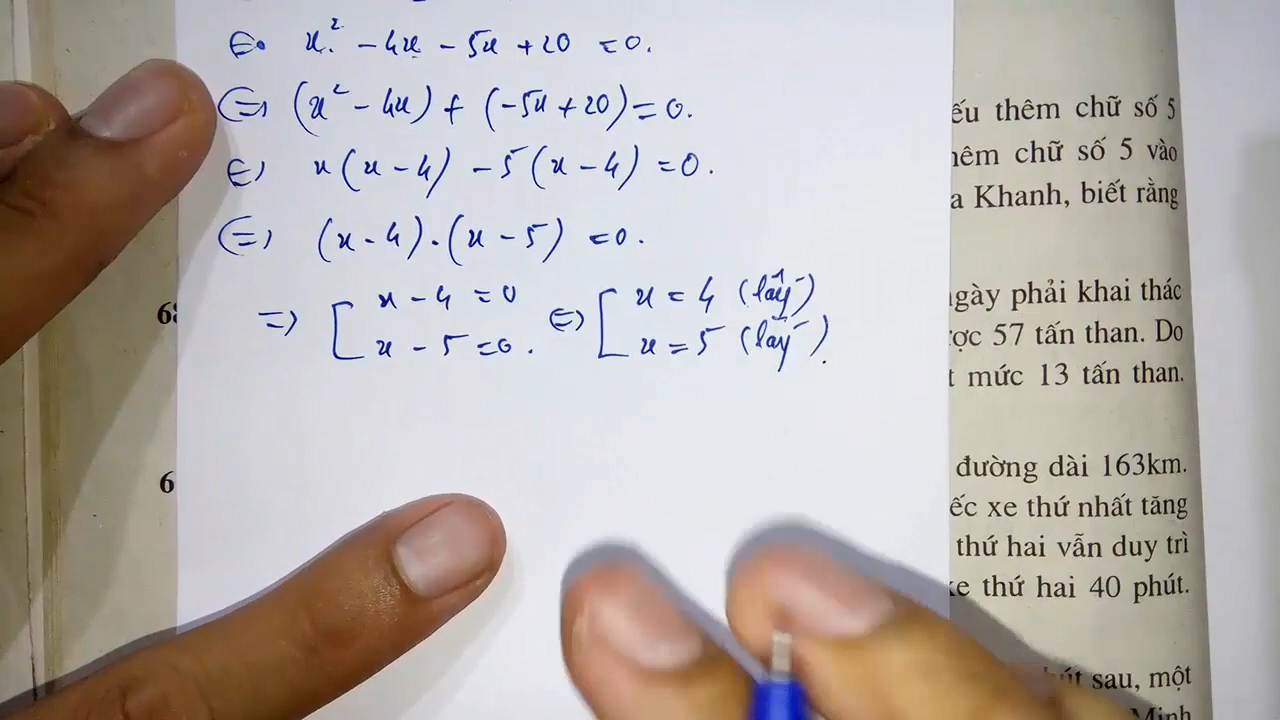 ⇔ x² - 4x - 5x + 20 = 0.
⇔ (x² - 4x) + (-5x + 20) = 0.
⇔ x(x - 4) - 5(x - 4) = 0.
⇔ (x - 4).(x - 5) = 0.
⇒ [ x - 4 = 0 ⇔ [ x = 4 (lấy)
x - 5 = 0. x = 5 (lấy).
68
6
ếu thêm chữ số 5
hêm chữ số 5 vào
a Khanh, biết rằng
ngày phải khai thác
ợc 57 tấn than. Do
t mức 13 tấn than.
đường dài 163km.
ếc xe thứ nhất tăng
thứ hai vẫn duy trì
xe thứ hai 40 phút.
út sau, một
Minh